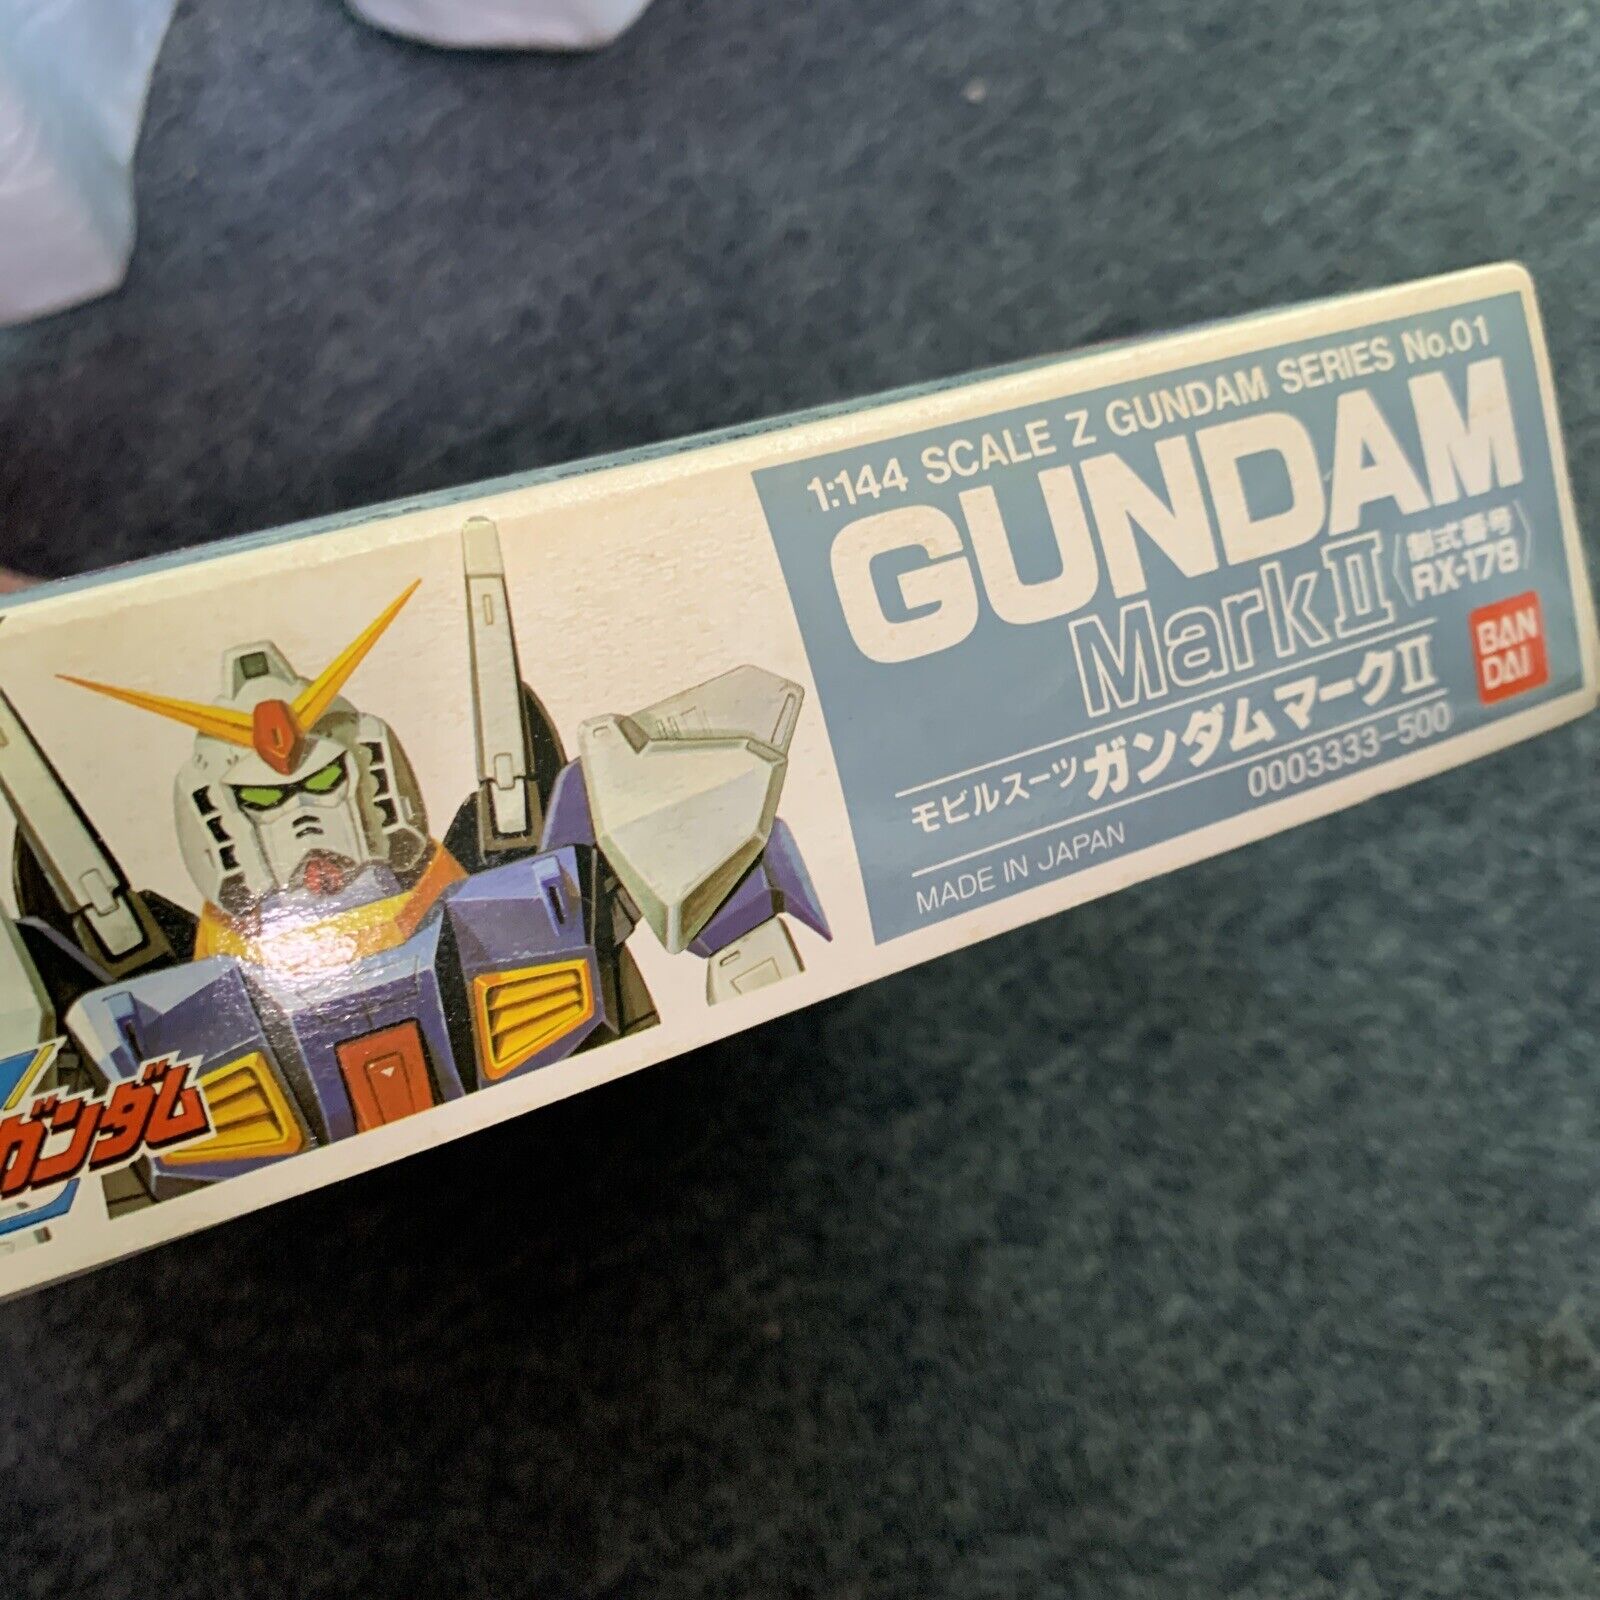 1:144 SCALE Z GUNDAM SERIES No.01
GUNDAM
Mark II 〈制式番号 RX-178〉
モビルスーツ ガンダムマークII
BAN
DAI
0003333-500
MADE IN JAPAN
ガンダム